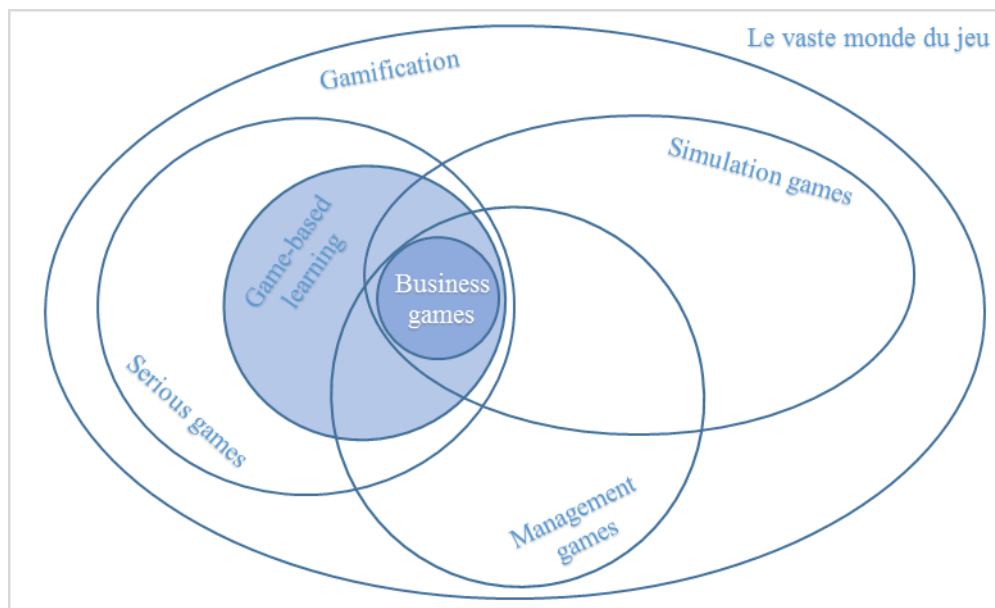 Le vaste monde du jeu
Gamification
Simulation games
Game-based
learning
Business
games
Serious games
Management
games